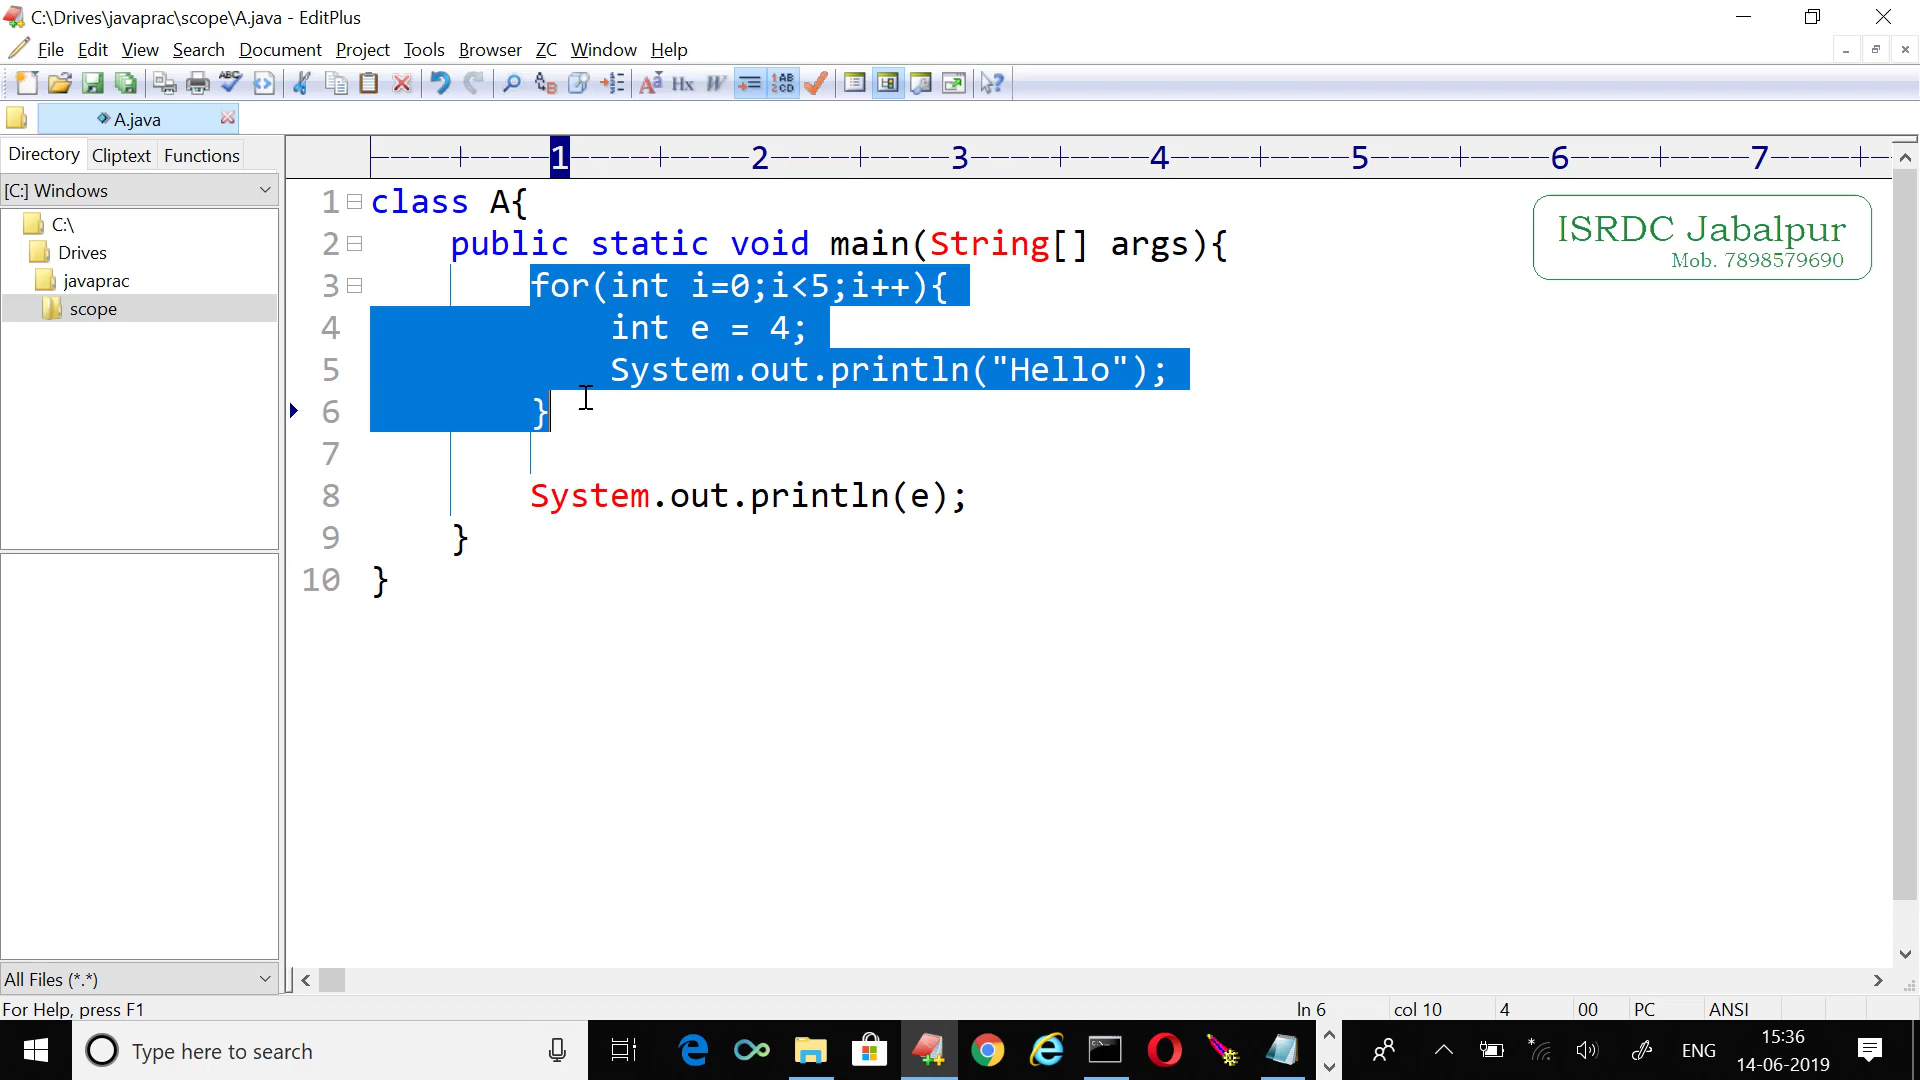 C:\Drives\javaprac\scope\A.java - EditPlus
File Edit View Search Document Project Tools Browser ZC Window Help
A.java
Directory Cliptext Functions
[C:] Windows
C:\
Drives
javaprac
scope
1 2 3 4 5 6 7
1 class A{
2 public static void main(String[] args){
3 for(int i=0;i<5;i++){
4 int e = 4;
5 System.out.println("Hello");
6 }
7
8 System.out.println(e);
9 }
10 }
ISRDC Jabalpur
Mob. 7898579690
All Files (*.*)
For Help, press F1 ln 6 col 10 4 00 PC ANSI
Type here to search
ENG
15:36
14-06-2019